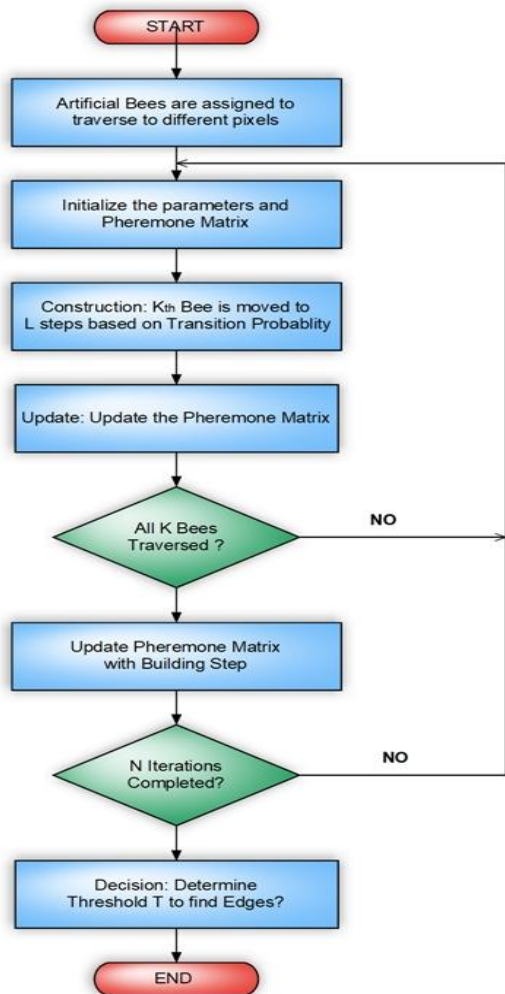 START
Artificial Bees are assigned to
traverse to different pixels
Initialize the parameters and
Pheremone Matrix
Construction: Kth Bee is moved to
L steps based on Transition Probablity
Update: Update the Pheremone Matrix
All K Bees
Traversed ?
NO
Update Pheremone Matrix
with Building Step
N Iterations
Completed?
NO
Decision: Determine
Threshold T to find Edges?
END